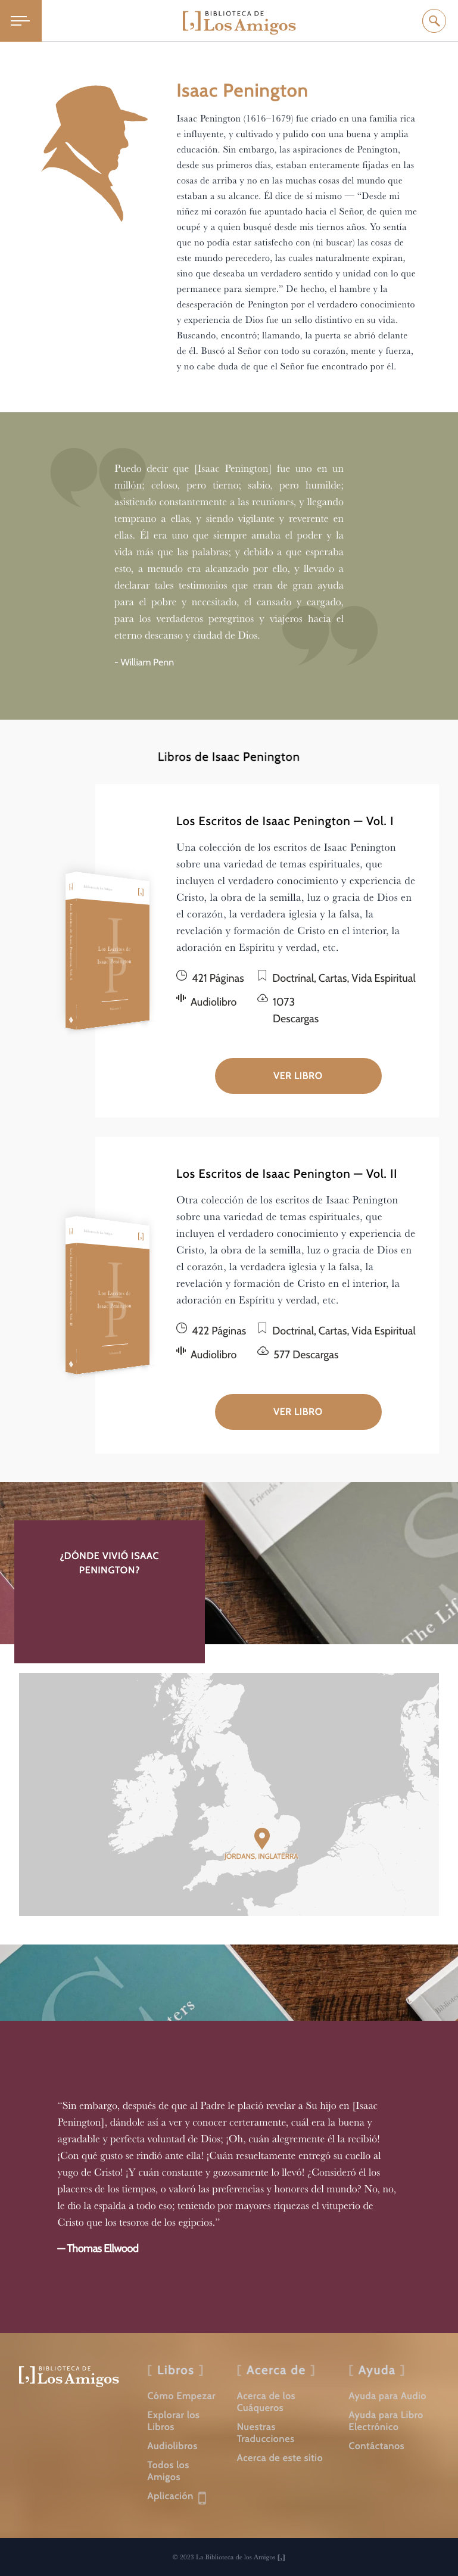 BIBLIOTECA DE
Los Amigos
Isaac Penington
Isaac Penington (1616–1679) fue criado en una familia rica
e influyente, y cultivado y pulido con una buena y amplia
educación. Sin embargo, las aspiraciones de Penington,
desde sus primeros días, estaban enteramente fijadas en las
cosas de arriba y no en las muchas cosas del mundo que
estaban a su alcance. Él dice de sí mismo — “Desde mi
niñez mi corazón fue apuntado hacia el Señor, de quien me
ocupé y a quien busqué desde mis tiernos años. Yo sentía
que no podía estar satisfecho con (ni buscar) las cosas de
este mundo perecedero, las cuales naturalmente expiran,
sino que deseaba un verdadero sentido y unidad con lo que
permanece para siempre.” De hecho, el hambre y la
desesperación de Penington por el verdadero conocimiento
y experiencia de Dios fue un sello distintivo en su vida.
Buscando, encontró; llamando, la puerta se abrió delante
de él. Buscó al Señor con todo su corazón, mente y fuerza,
y no cabe duda de que el Señor fue encontrado por él.
Puedo decir que [Isaac Penington] fue uno en un
millón; celoso, pero tierno; sabio, pero humilde;
asistiendo constantemente a las reuniones, y llegando
temprano a ellas, y siendo vigilante y reverente en
ellas. Él era uno que siempre amaba el poder y la
vida más que las palabras; y debido a que esperaba
esto, a menudo era alcanzado por ello, y llevado a
declarar tales testimonios que eran de gran ayuda
para el pobre y necesitado, el cansado y cargado,
para los verdaderos peregrinos y viajeros hacia el
eterno descanso y ciudad de Dios.
- William Penn
Libros de Isaac Penington
Los Escritos de Isaac Penington — Vol. I
Una colección de los escritos de Isaac Penington
sobre una variedad de temas espirituales, que
incluyen el verdadero conocimiento y experiencia de
Cristo, la obra de la semilla, luz o gracia de Dios en
el corazón, la verdadera iglesia y la falsa, la
revelación y formación de Cristo en el interior, la
adoración en Espíritu y verdad, etc.
421 Páginas
Doctrinal, Cartas, Vida Espiritual
Audiolibro
1073
Descargas
VER LIBRO
Los Escritos de
Isaac Penington
IP
Los Escritos de Isaac Penington — Vol. II
Otra colección de los escritos de Isaac Penington
sobre una variedad de temas espirituales, que
incluyen el verdadero conocimiento y experiencia de
Cristo, la obra de la semilla, luz o gracia de Dios en
el corazón, la verdadera iglesia y la falsa, la
revelación y formación de Cristo en el interior, la
adoración en Espíritu y verdad, etc.
422 Páginas
Doctrinal, Cartas, Vida Espiritual
Audiolibro
577 Descargas
VER LIBRO
Los Escritos de
Isaac Penington
IP
¿DÓNDE VIVIÓ ISAAC
PENINGTON?
Friends
The Life
JORDANS, INGLATERRA
“Sin embargo, después de que al Padre le plació revelar a Su hijo en [Isaac
Penington], dándole así a ver y conocer certeramente, cuál era la buena y
agradable y perfecta voluntad de Dios; ¡Oh, cuán alegremente él la recibió!
¡Con qué gusto se rindió ante ella! ¡Cuán resueltamente entregó su cuello al
yugo de Cristo! ¡Y cuán constante y gozosamente lo llevó! ¿Consideró él los
placeres de los tiempos, o valoró las preferencias y honores del mundo? No, no,
le dio la espalda a todo eso; teniendo por mayores riquezas el vituperio de
Cristo que los tesoros de los egipcios.”
— Thomas Ellwood
BIBLIOTECA DE
Los Amigos
[ Libros ]
Cómo Empezar
Explorar los
Libros
Audiolibros
Todos los
Amigos
Aplicación
[ Acerca de ]
Acerca de los
Cuáqueros
Nuestras
Traducciones
Acerca de este sitio
[ Ayuda ]
Ayuda para Audio
Ayuda para Libro
Electrónico
Contáctanos
© 2023 La Biblioteca de los Amigos